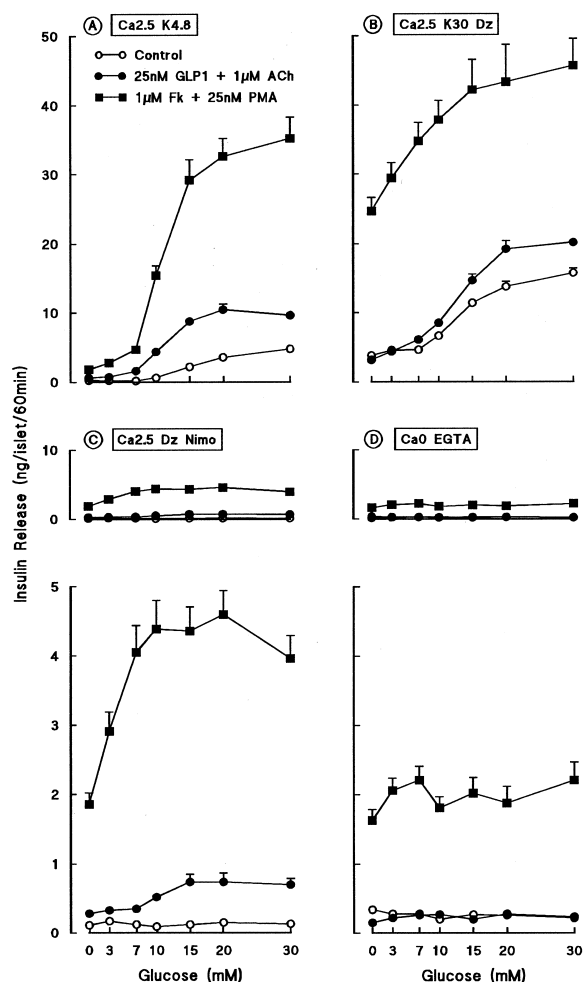 A Ca2.5 K4.8
B Ca2.5 K30 Dz
Control
25nM GLP1 + 1µM ACh
1µM Fk + 25nM PMA
50
40
30
20
10
0
C Ca2.5 Dz Nimo
D Ca0 EGTA
10
0
Insulin Release (ng/islet/60min)
5
4
3
2
1
0
0 3 7 10 15 20 30
0 3 7 10 15 20 30
Glucose (mM)
Glucose (mM)